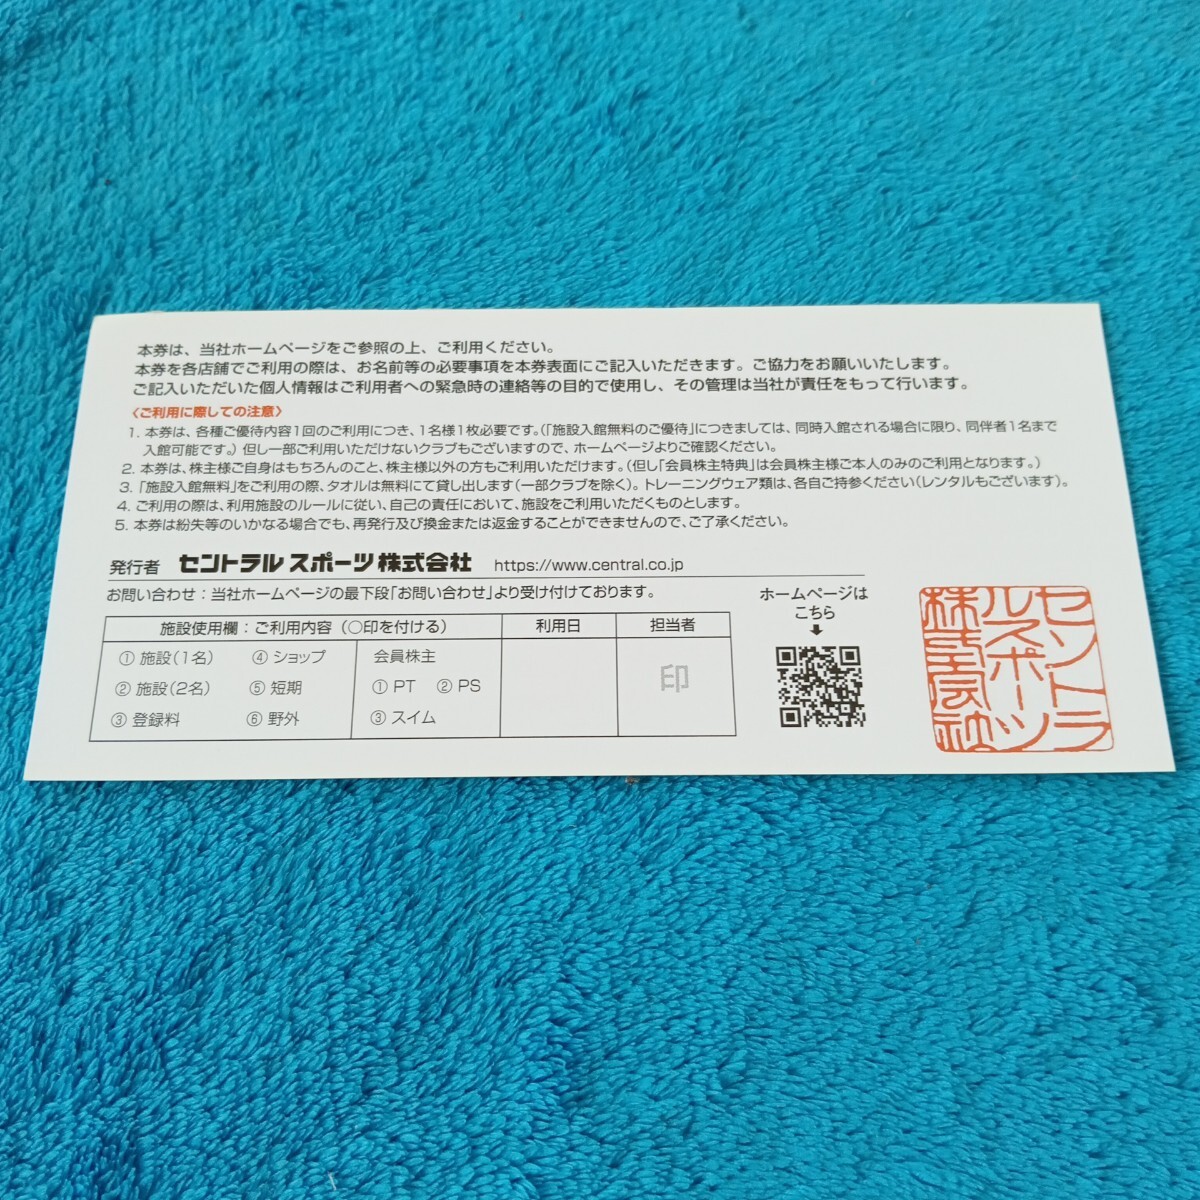 本券は、当社ホームページをご参照の上、ご利用ください。
本券を各店舗でご利用の際は、お名前等の必要事項を本券表面にご記入いただきます。ご協力をお願いいたします。
ご記入いただいた個人情報はご利用者への緊急時の連絡等の目的で使用し、その管理は当社が責任をもって行います。
〈ご利用に際しての注意〉
1. 本券は、各種ご優待内容1回のご利用につき、1名様1枚必要です。(「施設入館無料のご優待」につきましては、同時入館される場合に限り、同伴者1名まで
入館可能です。)但し一部ご利用いただけないクラブもございますので、ホームページよりご確認ください。
2. 本券は、株主様ご自身はもちろんのこと、株主様以外の方もご利用いただけます。(但し「会員株主特典」は会員株主様ご本人のみのご利用となります。)
3. 「施設入館無料」をご利用の際、タオルは無料にて貸し出します(一部クラブを除く)。トレーニングウェア類は、各自ご持参ください(レンタルもございます)。
4. ご利用の際は、利用施設のルールに従い、自己の責任において、施設をご利用いただくものとします。
5. 本券は紛失等のいかなる場合でも、再発行及び換金または返金することができませんので、ご了承ください。
発行者 セントラルスポーツ株式会社 https://www.central.co.jp
お問い合わせ：当社ホームページの最下段「お問い合わせ」より受け付けております。
ホームページは
こちら
施設使用欄：ご利用内容（○印を付ける） 利用日 担当者
① 施設(1名) ④ ショップ 会員株主
② 施設(2名) ⑤ 短期 ① PT ② PS 印
③ 登録料 ⑥ 野外 ③ スイム
セントラ
ルスポーツ
株式会社